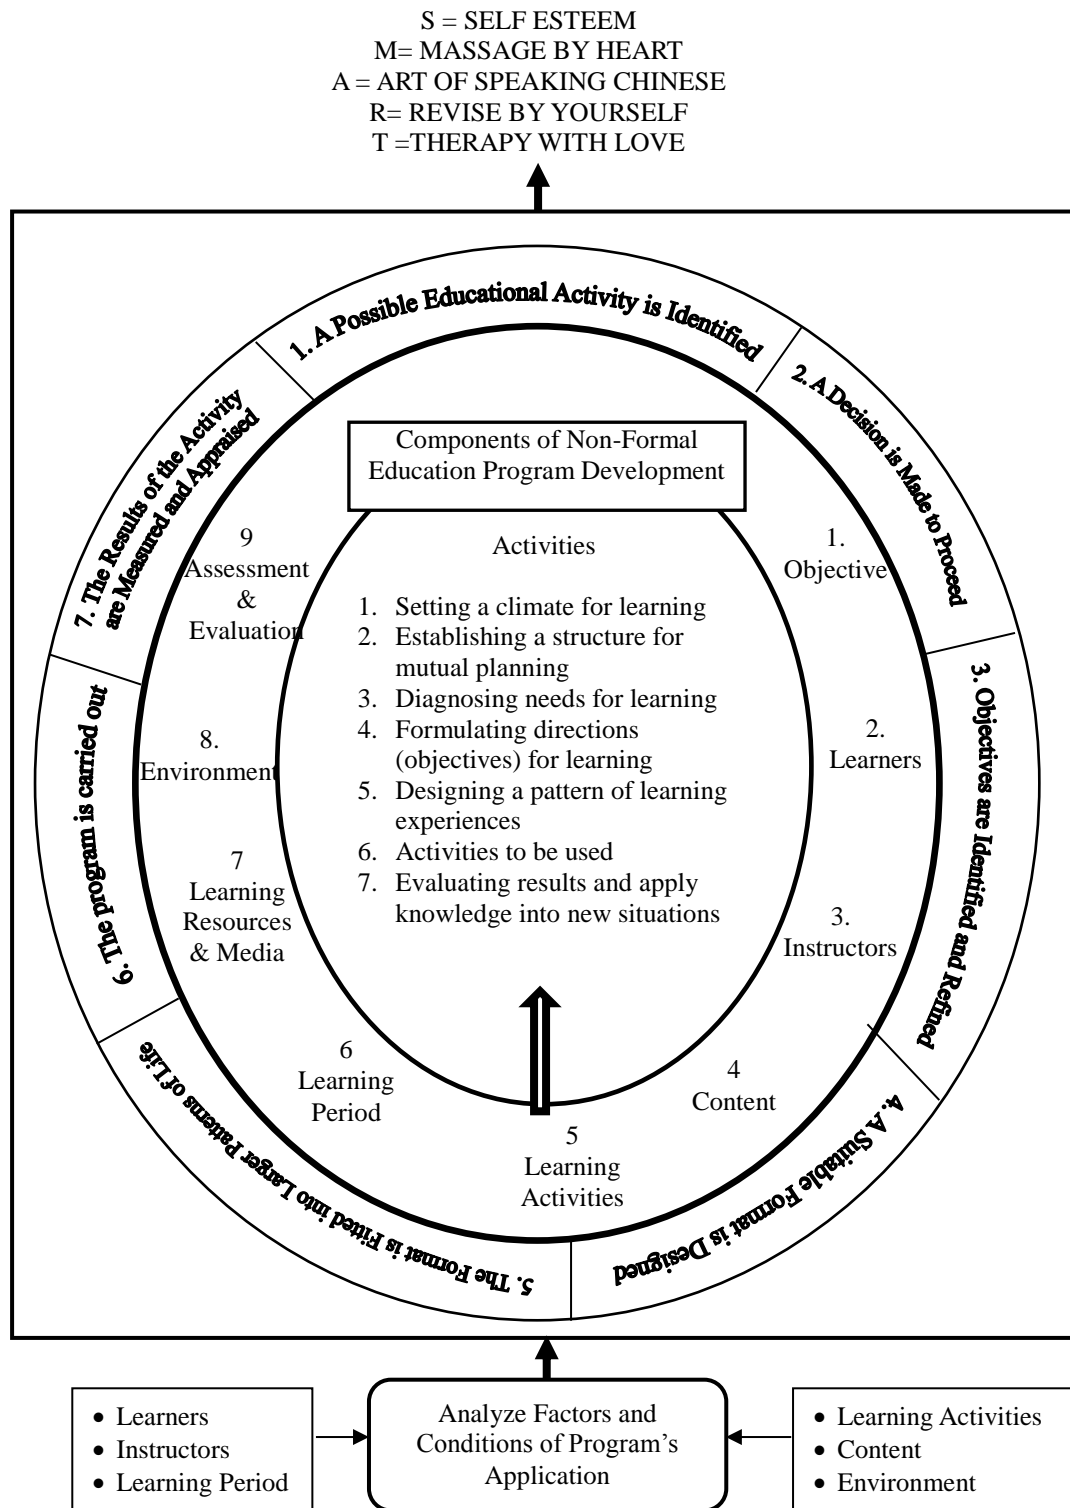 S = SELF ESTEEM
M= MASSAGE BY HEART
A = ART OF SPEAKING CHINESE
R= REVISE BY YOURSELF
T =THERAPY WITH LOVE
1. A Possible Educational Activity is Identified
2. A Decision is Made to Proceed
3. Objectives are Identified and Refined
4. A Suitable Format is Designed
5. The Format is Fitted into Larger Patterns of Life
6. The program is carried out
7. The Results of the Activity
are Measured and Appraised
Components of Non-Formal
Education Program Development
1.
Objective
2.
Learners
3.
Instructors
4
Content
5
Learning
Activities
6
Learning
Period
7
Learning
Resources
& Media
8.
Environment
9
Assessment
&
Evaluation
Activities
1. Setting a climate for learning
2. Establishing a structure for
mutual planning
3. Diagnosing needs for learning
4. Formulating directions
(objectives) for learning
5. Designing a pattern of learning
experiences
6. Activities to be used
7. Evaluating results and apply
knowledge into new situations
• Learners
• Instructors
• Learning Period
Analyze Factors and
Conditions of Program's
Application
• Learning Activities
• Content
• Environment